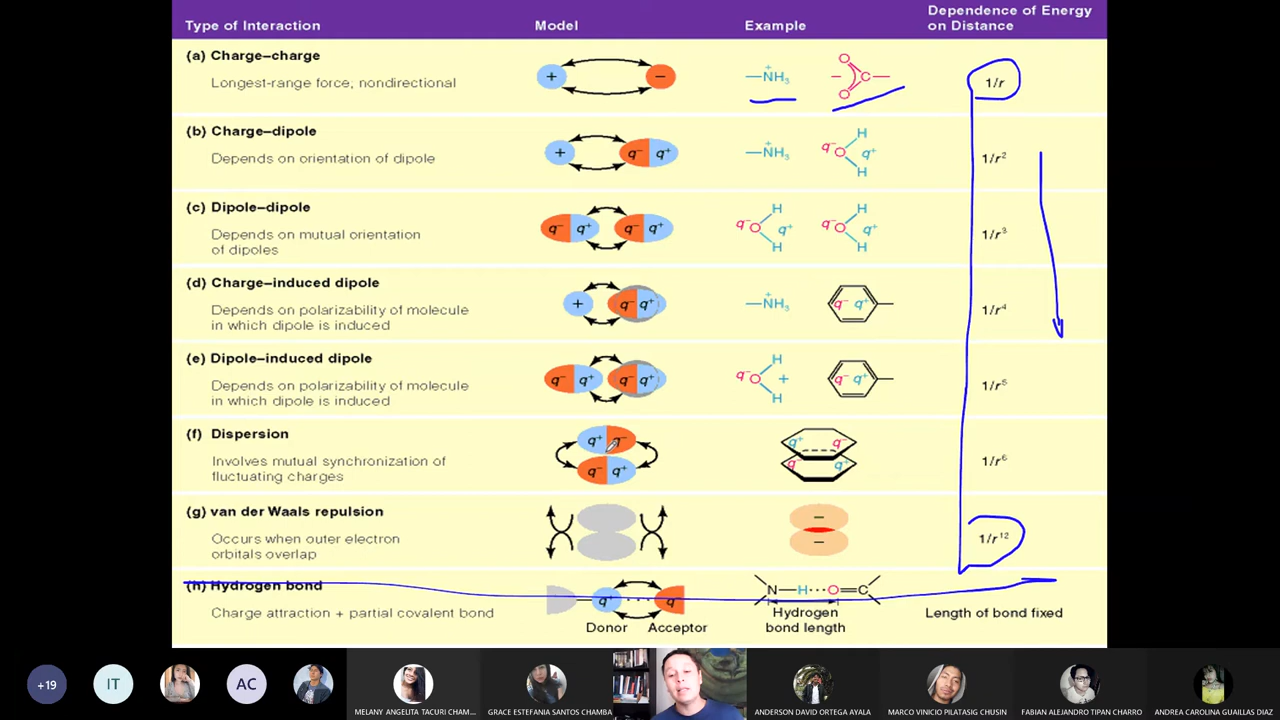 Type of Interaction Model Example Dependence of Energy
on Distance
(a) Charge–charge
Longest-range force; nondirectional
+ −
—NH₃ +
O
− C—
O
1/r
(b) Charge–dipole
Depends on orientation of dipole
+ q⁻ q⁺
—NH₃ +
q⁻ O H H q⁺
1/r²
(c) Dipole–dipole
Depends on mutual orientation
of dipoles
q⁻ q⁺ q⁻ q⁺
q⁻ O H H q⁺
q⁻ O H H q⁺
1/r³
(d) Charge–induced dipole
Depends on polarizability of molecule
in which dipole is induced
+ q⁻ q⁺
—NH₃ +
q⁻ q⁺
1/r⁴
(e) Dipole–induced dipole
Depends on polarizability of molecule
in which dipole is induced
q⁻ q⁺ q⁻ q⁺
q⁻ O H H +
q⁻ q⁺
1/r⁵
(f) Dispersion
Involves mutual synchronization of
fluctuating charges
q⁺ q⁻
q⁻ q⁺
q⁺ q⁻
q⁻ q⁺
1/r⁶
(g) van der Waals repulsion
Occurs when outer electron
orbitals overlap
−
−
1/r¹²
(h) Hydrogen bond
Charge attraction + partial covalent bond
q⁺ ··· q
Donor Acceptor
N—H···O=C
Hydrogen
bond length
Length of bond fixed
+19
IT
AC
MELANY ANGELITA TACURI CHAM...
GRACE ESTEFANIA SANTOS CHAMBA
ANDERSON DAVID ORTEGA AYALA
MARCO VINICIO PILATASIG CHUSIN
FABIAN ALEJANDRO TIPAN CHARRO
ANDREA CAROLINA GUAILLAS DIAZ